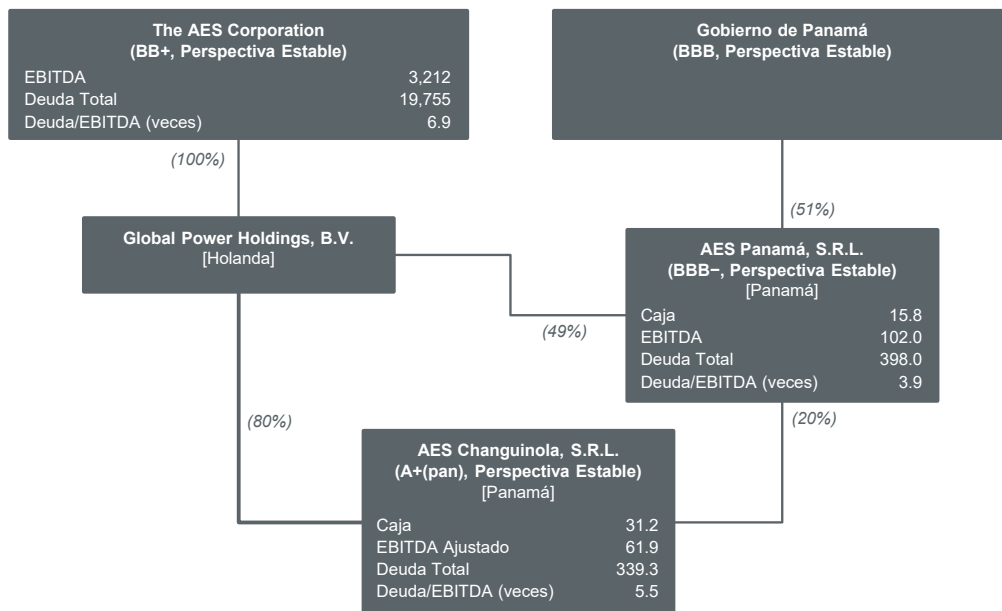 The AES Corporation
(BB+, Perspectiva Estable)
EBITDA 3,212
Deuda Total 19,755
Deuda/EBITDA (veces) 6.9
Gobierno de Panamá
(BBB, Perspectiva Estable)
(100%)
(51%)
Global Power Holdings, B.V.
[Holanda]
AES Panamá, S.R.L.
(BBB−, Perspectiva Estable)
[Panamá]
Caja 15.8
EBITDA 102.0
Deuda Total 398.0
Deuda/EBITDA (veces) 3.9
(49%)
(80%)
(20%)
AES Changuinola, S.R.L.
(A+(pan), Perspectiva Estable)
[Panamá]
Caja 31.2
EBITDA Ajustado 61.9
Deuda Total 339.3
Deuda/EBITDA (veces) 5.5